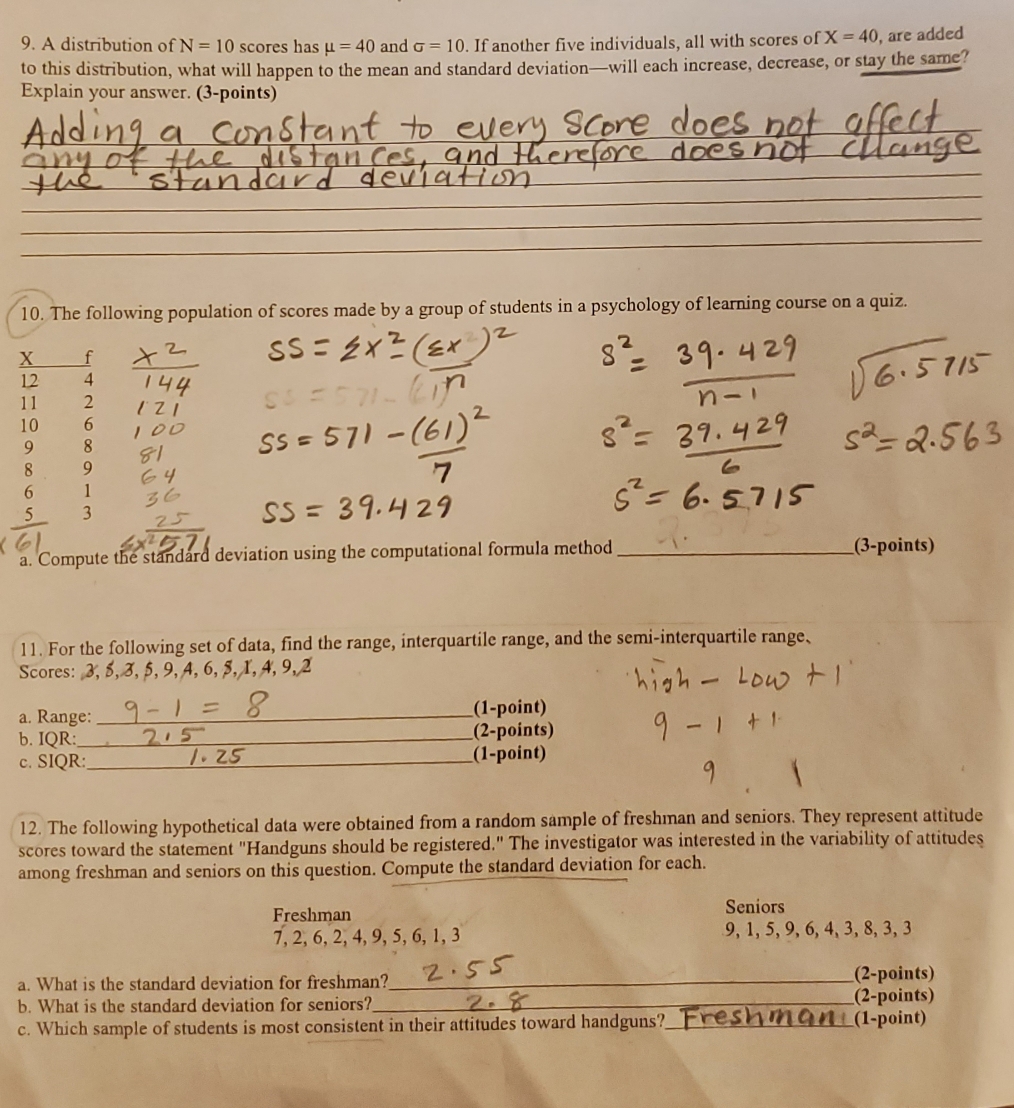 9. A distribution of N = 10 scores has μ = 40 and σ = 10. If another five individuals, all with scores of X = 40, are added
to this distribution, what will happen to the mean and standard deviation—will each increase, decrease, or stay the same?
Explain your answer. (3-points)
Adding a constant to every score does not affect
any of the distances, and therefore does not change
the standard deviation
10. The following population of scores made by a group of students in a psychology of learning course on a quiz.
X f x²
12 4 144
11 2 121
10 6 100
9 8 81
8 9 64
6 1 36
5 3 25
61 Σx² 571
SS = Σx² - (Σx)²/n
SS = 571 - (61)²/7
SS = 39.429
s² = 39.429/n-1
s² = 39.429/6
s² = 6.5715
√6.5715
s² = 2.563
a. Compute the standard deviation using the computational formula method (3-points)
11. For the following set of data, find the range, interquartile range, and the semi-interquartile range.
Scores: 3, 5, 3, 5, 9, 4, 6, 5, 1, 4, 9, 2
a. Range: 9 - 1 = 8 (1-point)
b. IQR: 2.5 (2-points)
c. SIQR: 1.25 (1-point)
high - Low + 1
9 - 1 + 1
9 1
12. The following hypothetical data were obtained from a random sample of freshman and seniors. They represent attitude
scores toward the statement "Handguns should be registered." The investigator was interested in the variability of attitudes
among freshman and seniors on this question. Compute the standard deviation for each.
Freshman
7, 2, 6, 2, 4, 9, 5, 6, 1, 3
Seniors
9, 1, 5, 9, 6, 4, 3, 8, 3, 3
a. What is the standard deviation for freshman? 2.55 (2-points)
b. What is the standard deviation for seniors? 2.8 (2-points)
c. Which sample of students is most consistent in their attitudes toward handguns? Freshman (1-point)